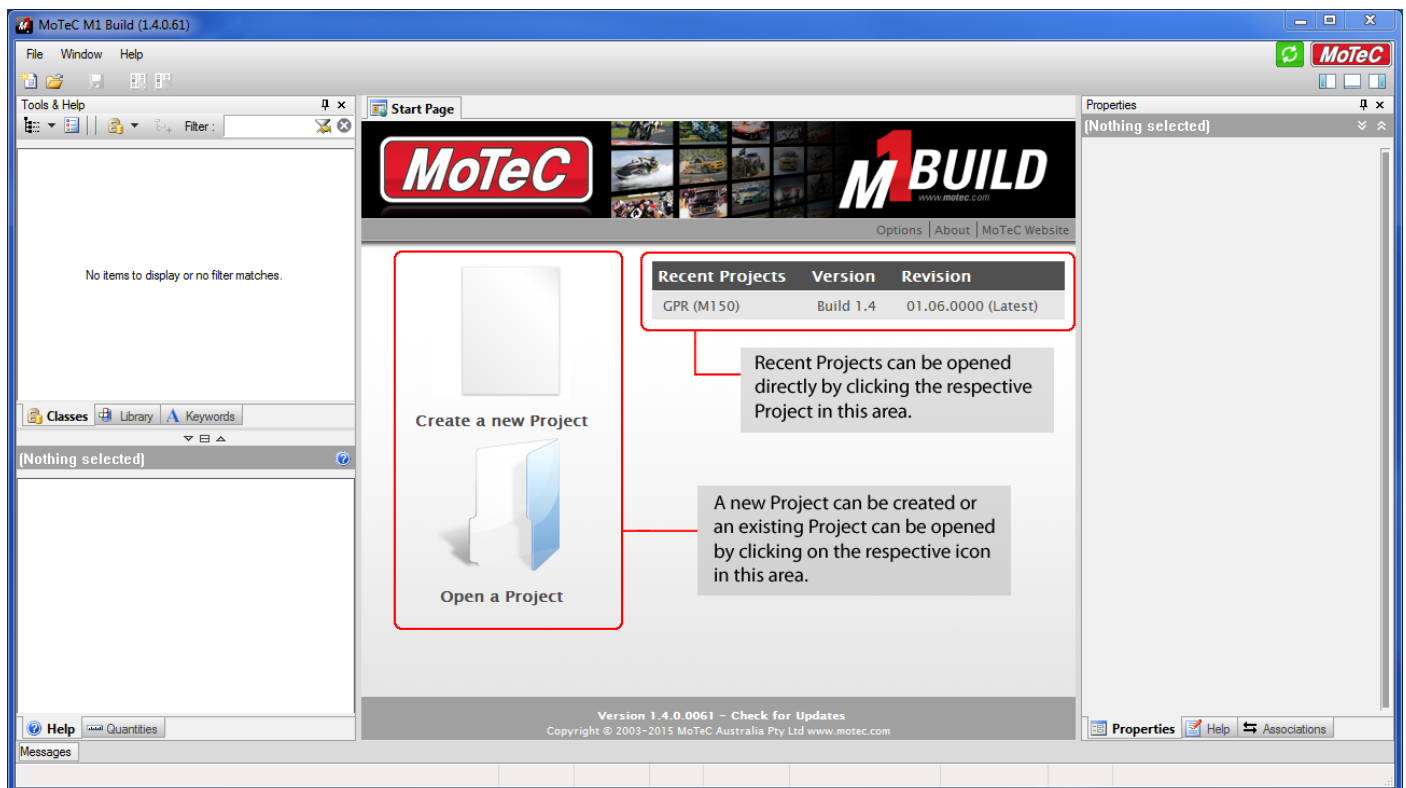 MoTeC M1 Build (1.4.0.61)
File Window Help
MoTeC
Tools & Help
Filter :
No items to display or no filter matches.
Classes Library Keywords
(Nothing selected)
Help Quantities
Messages
Start Page
MoTeC
M1 BUILD
www.motec.com
Options | About | MoTeC Website
Create a new Project
Open a Project
Recent Projects Version Revision
GPR (M150) Build 1.4 01.06.0000 (Latest)
Recent Projects can be opened
directly by clicking the respective
Project in this area.
A new Project can be created or
an existing Project can be opened
by clicking on the respective icon
in this area.
Version 1.4.0.0061 – Check for Updates
Copyright © 2003–2015 MoTeC Australia Pty Ltd www.motec.com
Properties
(Nothing selected)
Properties Help Associations